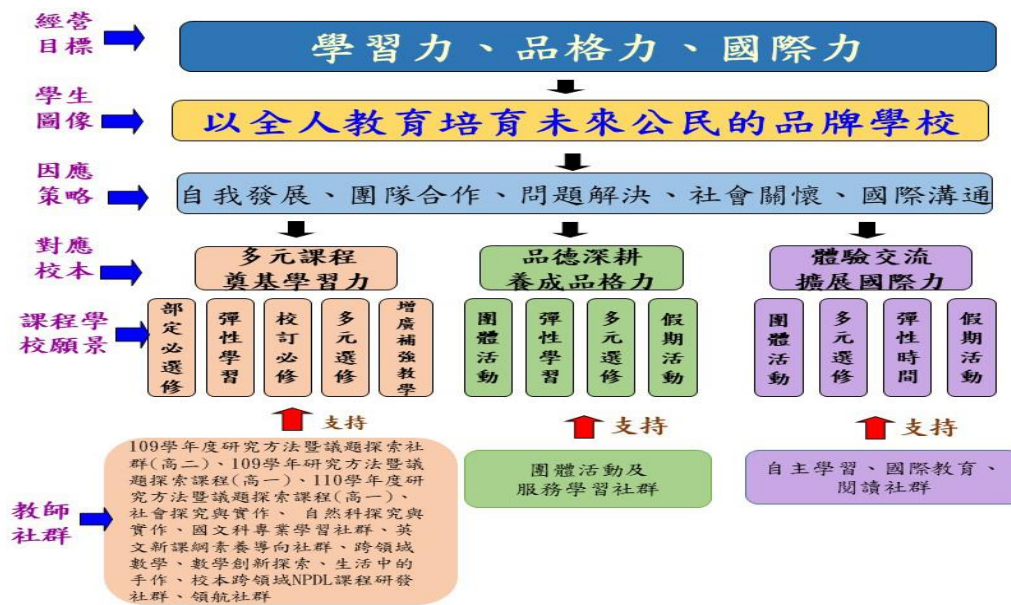 經營
目標
學習力、品格力、國際力
學生
圖像
以全人教育培育未來公民的品牌學校
因應
策略
自我發展、團隊合作、問題解決、社會關懷、國際溝通
對應
校本
多元課程
奠基學習力
品德深耕
養成品格力
體驗交流
擴展國際力
課程學
校願景
部定必選修
彈性學習
校訂必修
多元選修
增廣補強教學
團體活動
彈性學習
多元選修
假期活動
團體活動
多元選修
彈性時間
假期活動
支持
支持
支持
教師
社群
109學年度研究方法暨議題探索社
群(高二)、109學年研究方法暨議
題探索課程(高一)、110學年度研
究方法暨議題探索課程(高一)、
社會探究與實作、 自然科探究與
實作、國文科專業學習社群、英
文新課綱素養導向社群、跨領域
數學、數學創新探索、生活中的
手作、校本跨領域NPDL課程研發
社群、領航社群
團體活動及
服務學習社群
自主學習、國際教育、
閱讀社群